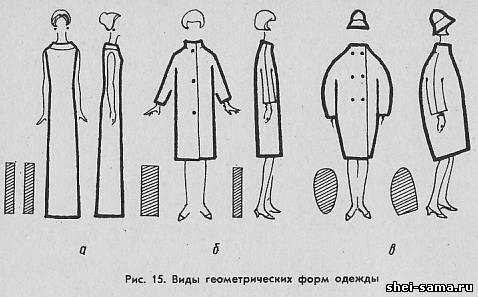 а б в
Рис. 15. Виды геометрических форм одежды
shei-sama.ru